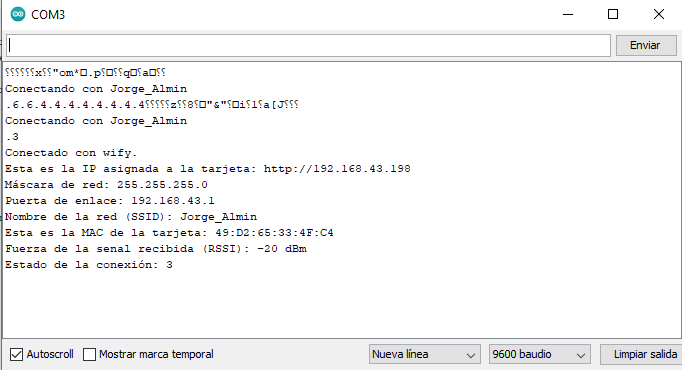 COM3
Enviar
Conectando con Jorge_Almin
.6.6.4.4.4.4.4.4.4.4
Conectando con Jorge_Almin
.3
Conectado con wify.
Esta es la IP asignada a la tarjeta: http://192.168.43.198
Máscara de red: 255.255.255.0
Puerta de enlace: 192.168.43.1
Nombre de la red (SSID): Jorge_Almin
Esta es la MAC de la tarjeta: 49:D2:65:33:4F:C4
Fuerza de la senal recibida (RSSI): -20 dBm
Estado de la conexión: 3
Autoscroll Mostrar marca temporal Nueva línea 9600 baudio Limpiar salida